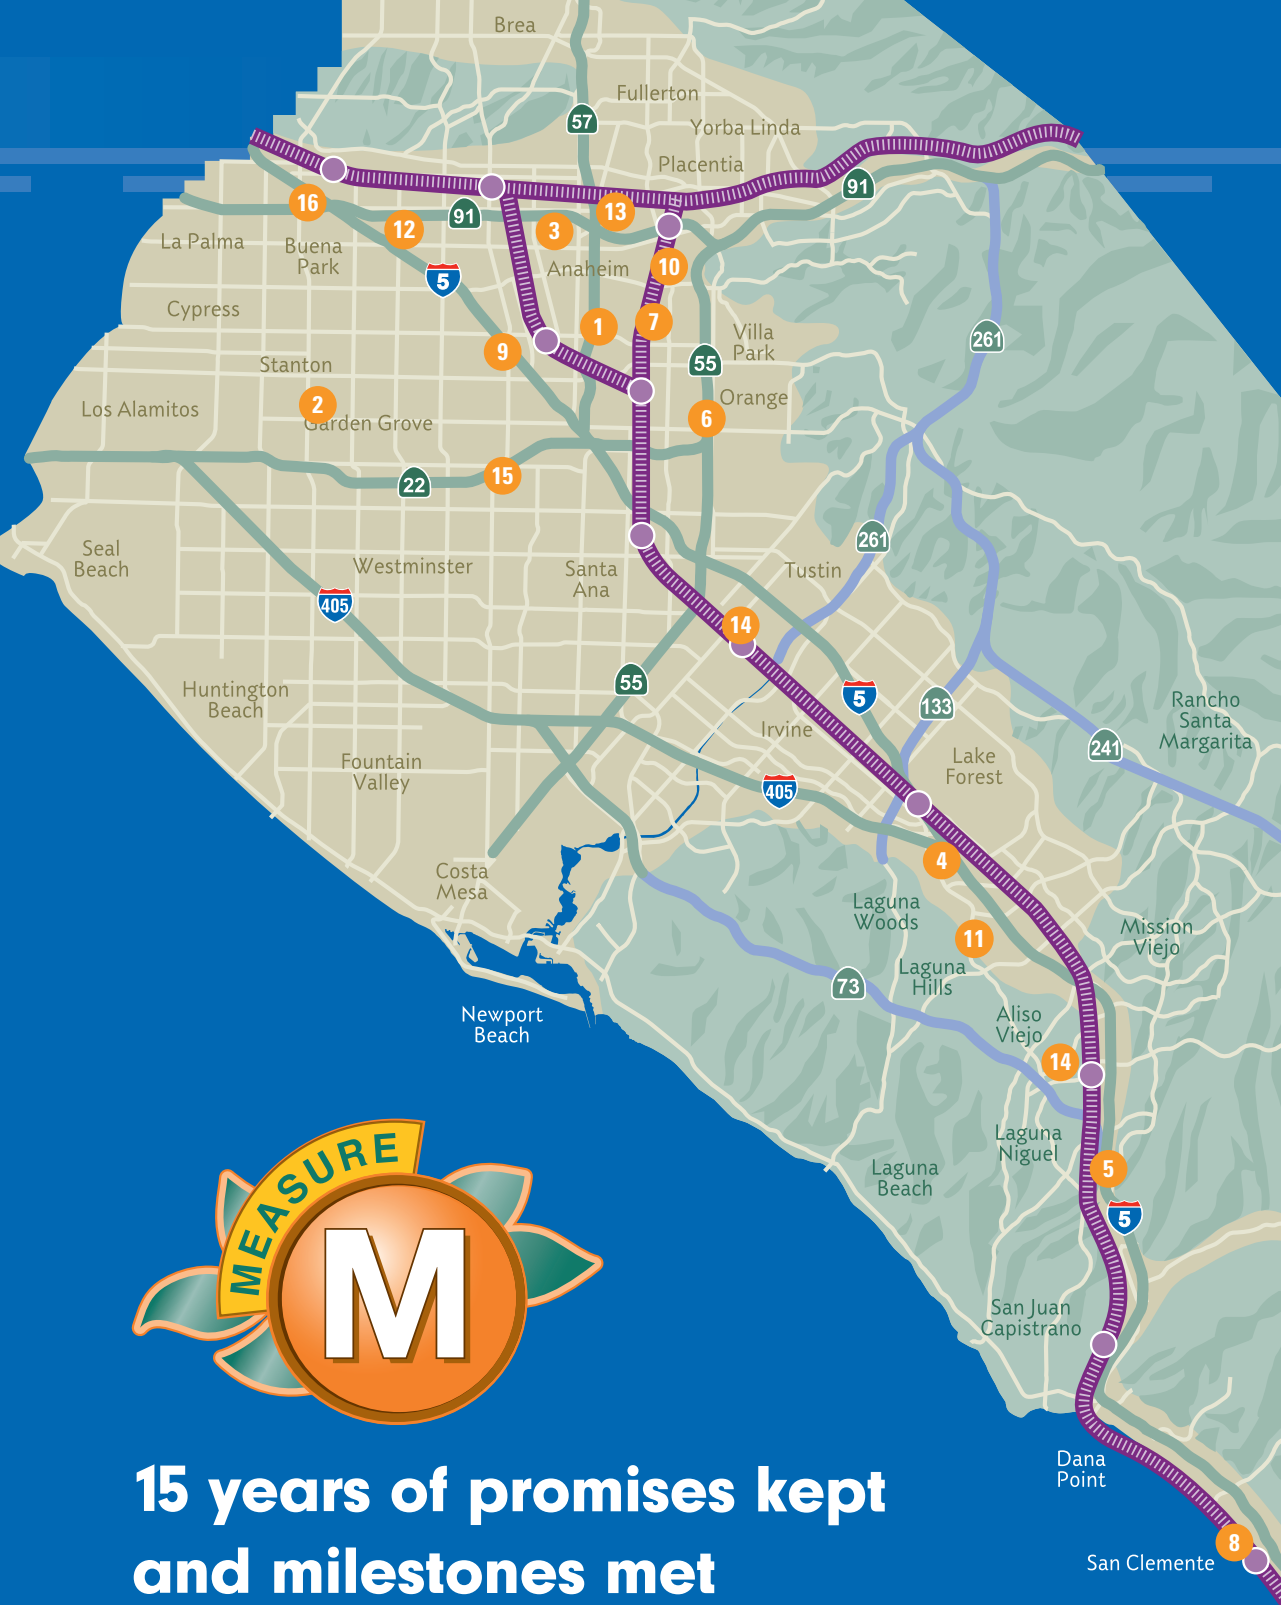 Brea
Fullerton
57
Yorba Linda
Placentia
91
16
13
91
12
3
La Palma
Buena
Park
Anaheim
10
5
Cypress
1
7
Villa
Park
261
9
55
Stanton
2
Orange
Los Alamitos
Garden Grove
6
15
22
261
Seal
Beach
Westminster
Santa
Ana
Tustin
405
14
55
Huntington
Beach
5
133
Rancho
Santa
Margarita
Irvine
241
Fountain
Valley
Lake
Forest
405
4
Costa
Mesa
Laguna
Woods
11
Mission
Viejo
Laguna
Hills
73
Newport
Beach
Aliso
Viejo
14
Laguna
Niguel
Laguna
Beach
5
5
MEASURE
M
San Juan
Capistrano
Dana
Point
15 years of promises kept
and milestones met
8
San Clemente